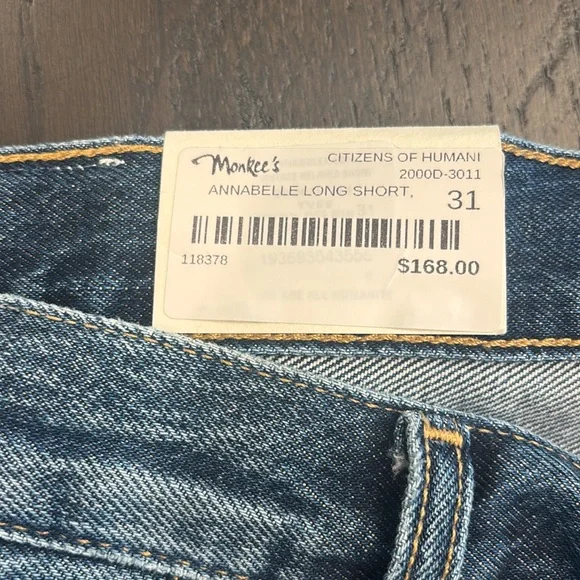 Monkee's
CITIZENS OF HUMANI
2000D-3011
ANNABELLE LONG SHORT,
31
118378
$168.00